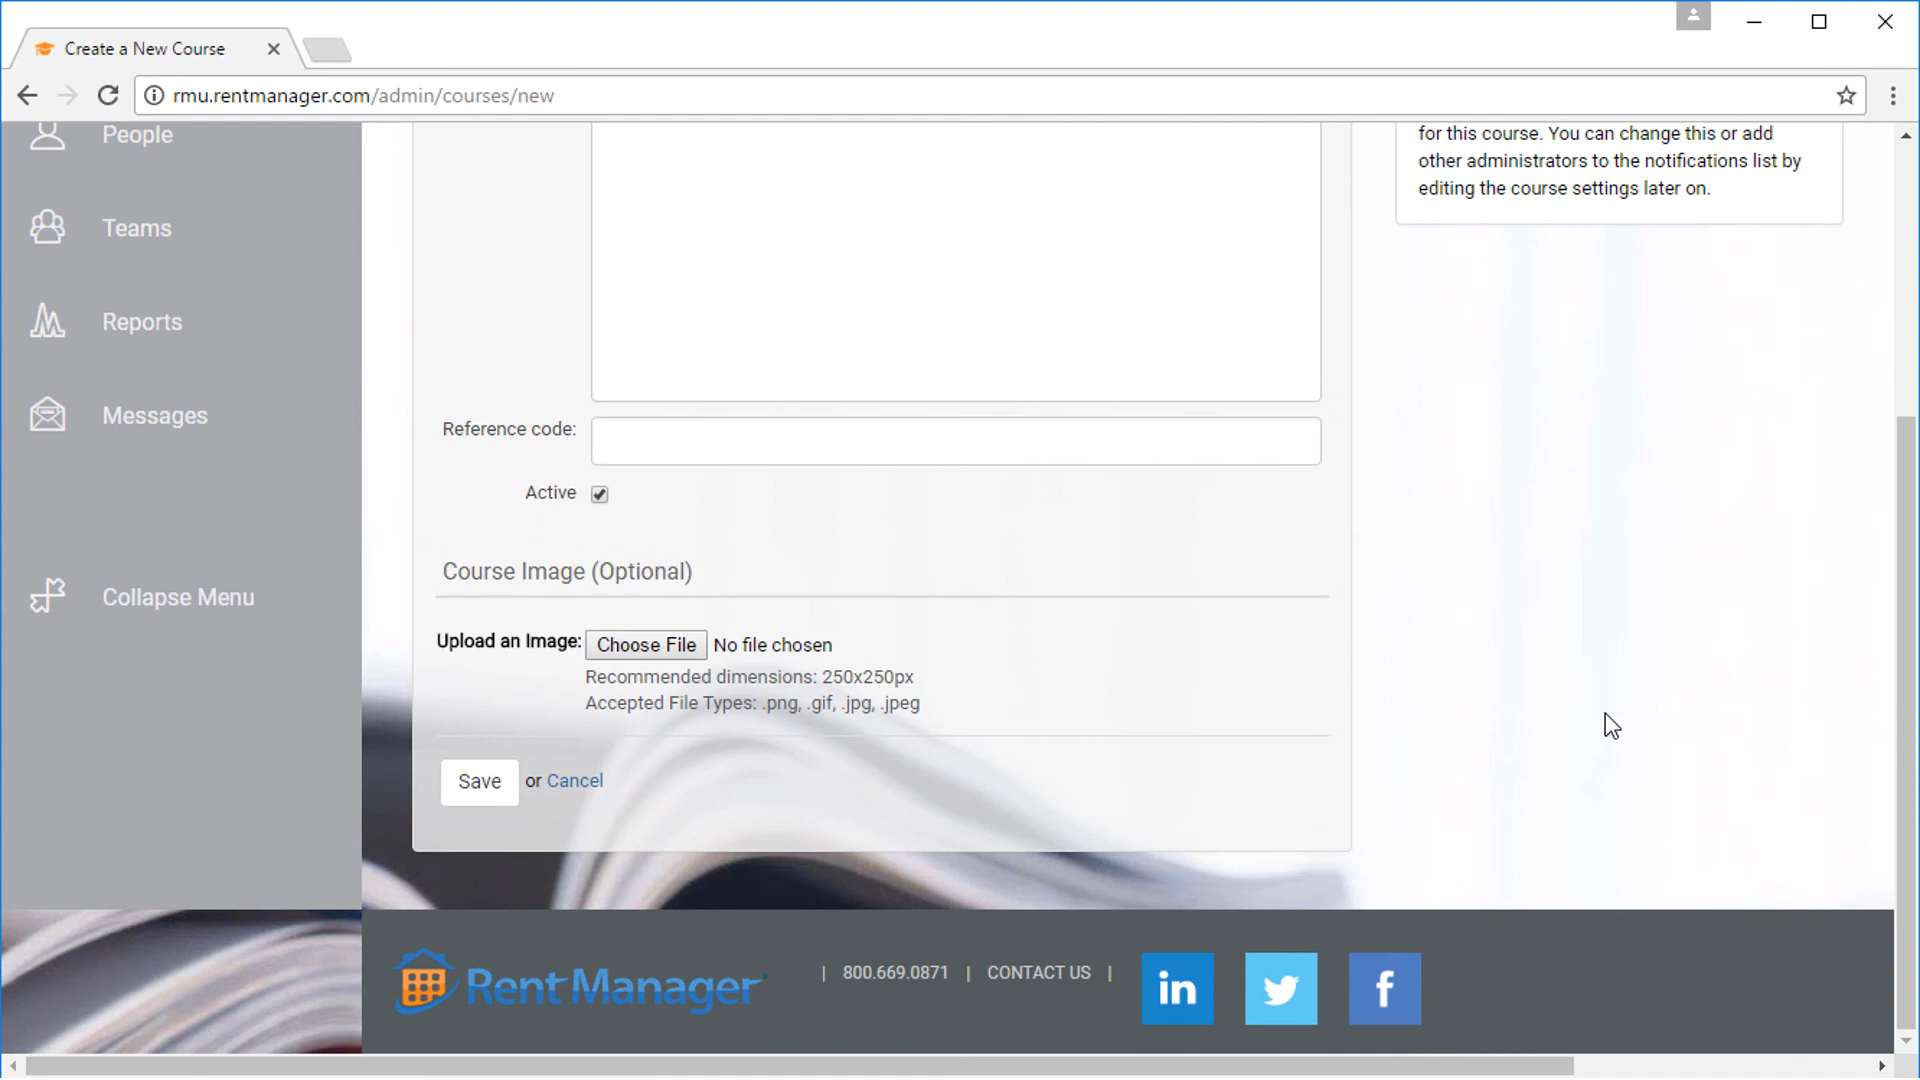 Create a New Course
rmu.rentmanager.com/admin/courses/new
People
Teams
Reports
Messages
Collapse Menu
for this course. You can change this or add
other administrators to the notifications list by
editing the course settings later on.
Reference code:
Active
Course Image (Optional)
Upload an Image: Choose File No file chosen
Recommended dimensions: 250x250px
Accepted File Types: .png, .gif, .jpg, .jpeg
Save or Cancel
Rent Manager | 800.669.0871 | CONTACT US | in f